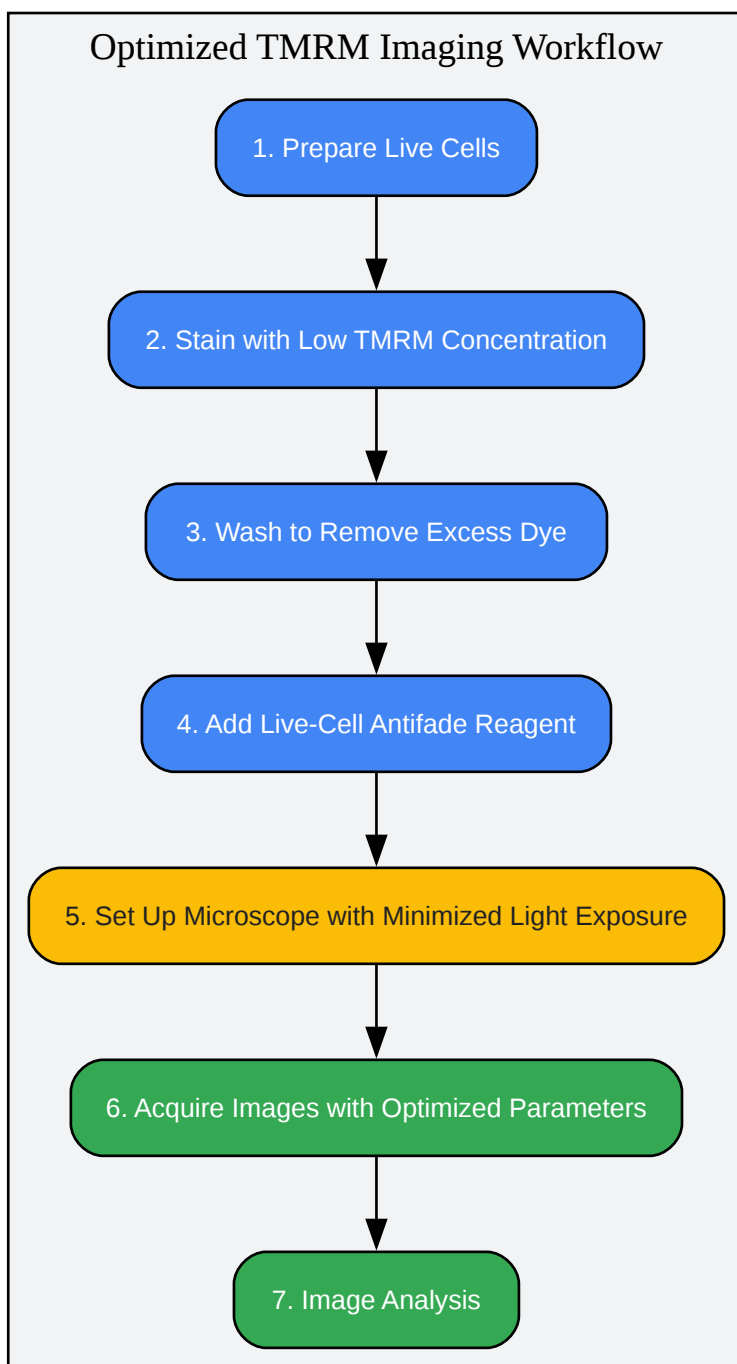 Optimized TMRM Imaging Workflow
1. Prepare Live Cells
2. Stain with Low TMRM Concentration
3. Wash to Remove Excess Dye
4. Add Live-Cell Antifade Reagent
5. Set Up Microscope with Minimized Light Exposure
6. Acquire Images with Optimized Parameters
7. Image Analysis